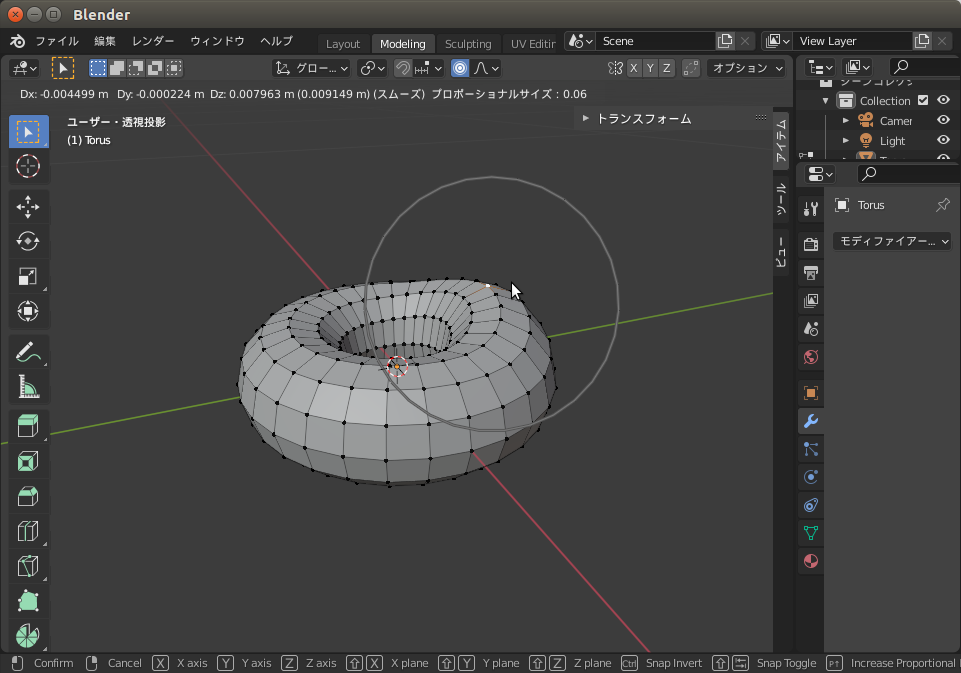 Blender
ファイル 編集 レンダー ウィンドウ ヘルプ Layout Modeling Sculpting UV Editin Scene View Layer
グロー... X Y Z オプション
Dx: -0.004499 m Dy: -0.000224 m Dz: 0.007963 m (0.009149 m) (スムーズ) プロポーショナルサイズ：0.06
ユーザー・透視投影
(1) Torus
トランスフォーム
アイテム
ツール
ビュー
Collection
Camer
Light
Torus
モディファイアー...
Confirm Cancel X X axis Y Y axis Z Z axis X X plane Y Y plane Z Z plane Ctrl Snap Invert Snap Toggle P↑ Increase Proportional